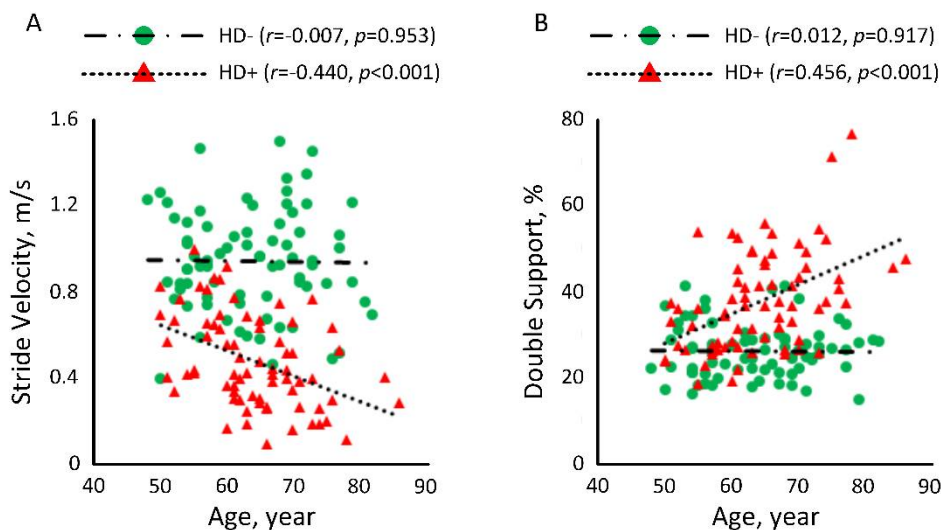 A
HD- (r=-0.007, p=0.953)
HD+ (r=-0.440, p<0.001)
1.6
1.2
0.8
0.4
0
Stride Velocity, m/s
40 50 60 70 80 90
Age, year
B
HD- (r=0.012, p=0.917)
HD+ (r=0.456, p<0.001)
80
60
40
20
0
Double Support, %
40 50 60 70 80 90
Age, year